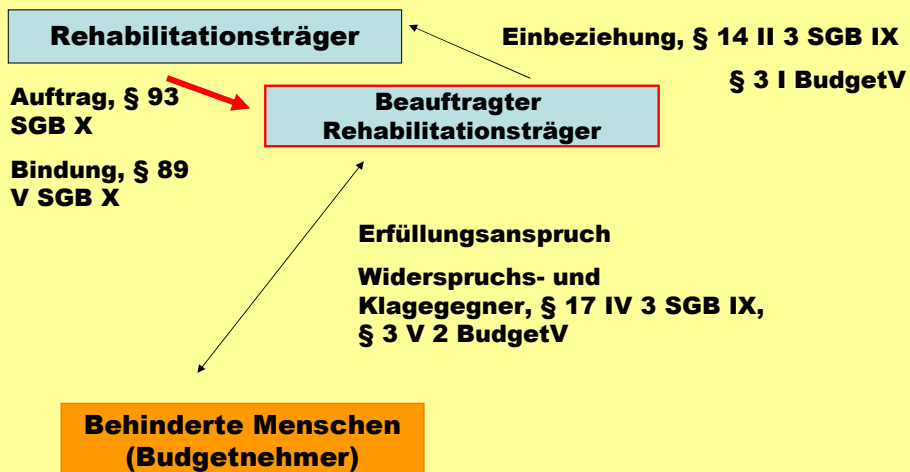 Rehabilitationsträger
Einbeziehung, § 14 II 3 SGB IX
§ 3 I BudgetV
Auftrag, § 93
SGB X
Bindung, § 89
V SGB X
Beauftragter
Rehabilitationsträger
Erfüllungsanspruch
Widerspruchs- und
Klagegegner, § 17 IV 3 SGB IX,
§ 3 V 2 BudgetV
Behinderte Menschen
(Budgetnehmer)